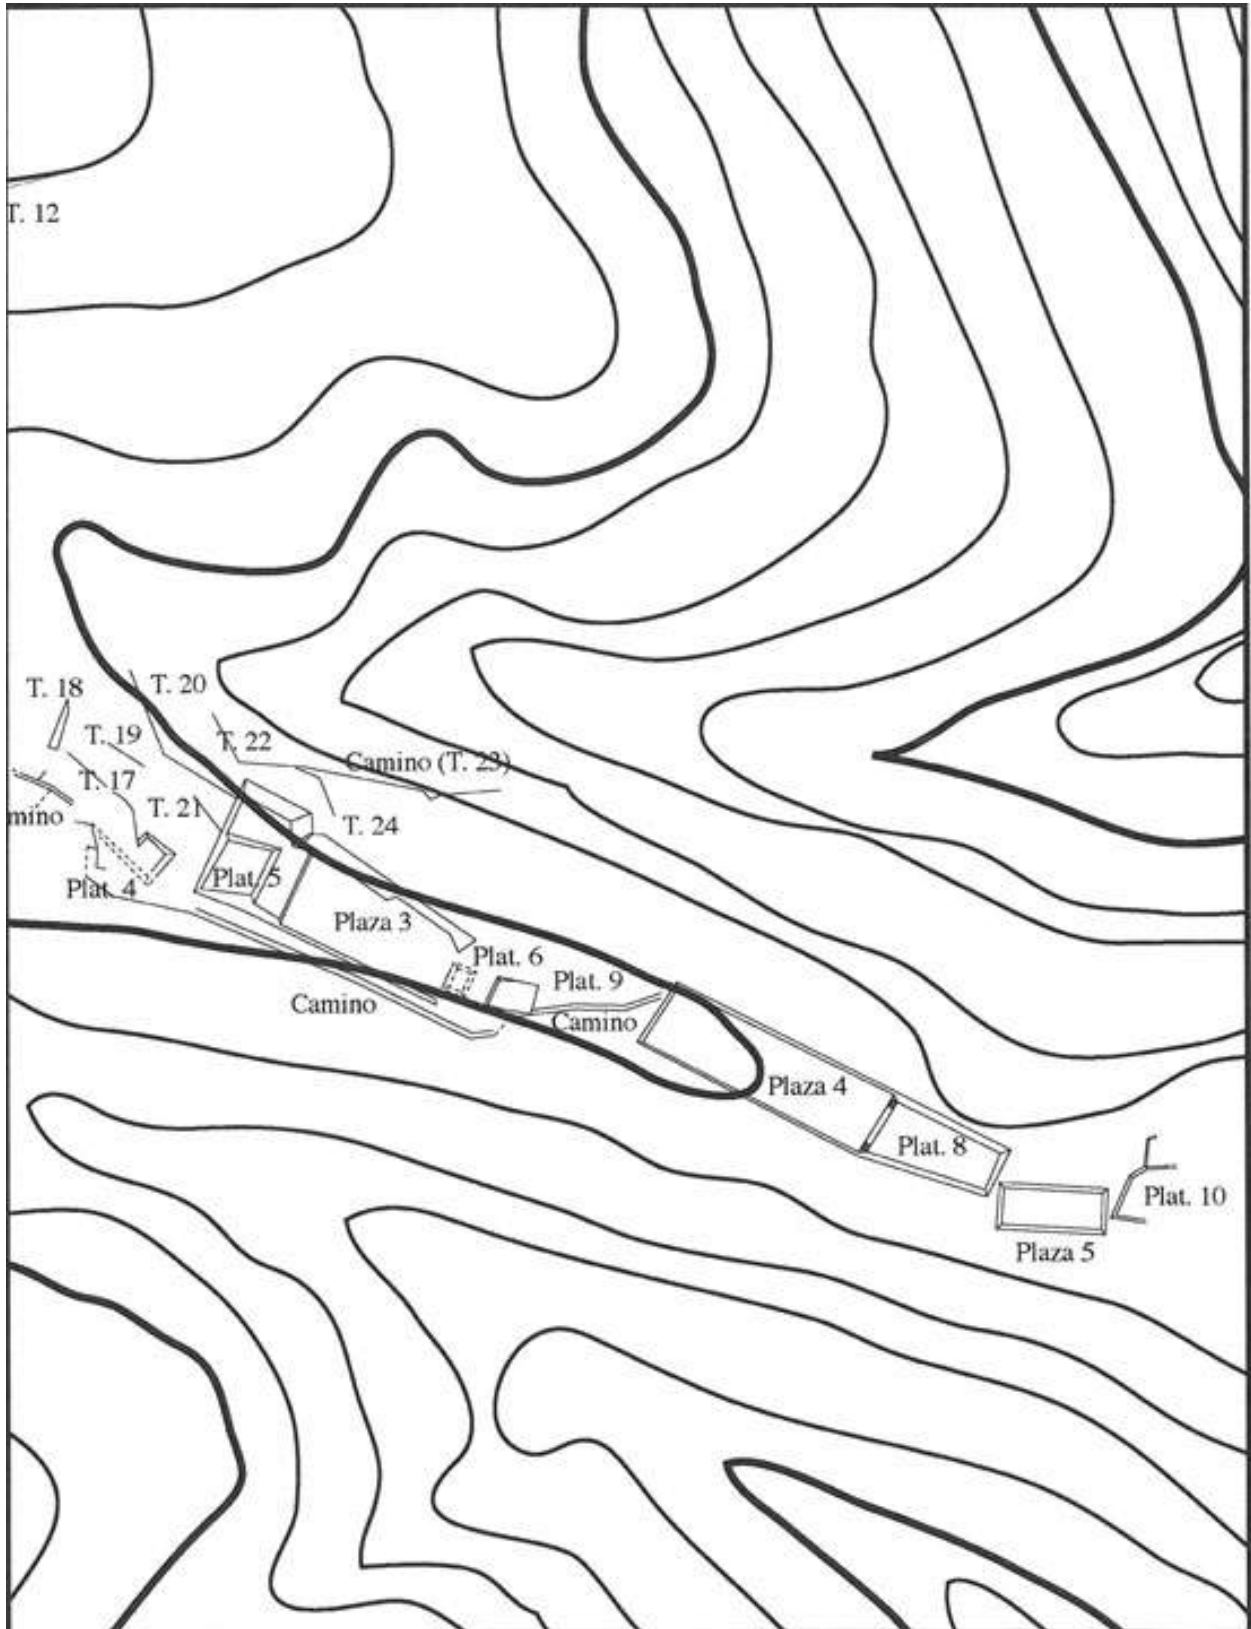 T. 12
T. 18
T. 20
T. 19
T. 22
Camino (T. 23)
T. 17
T. 21
mino
T. 24
Plat. 4
Plat. 5
Plaza 3
Plat. 6
Plat. 9
Camino
Camino
Plaza 4
Plat. 8
Plat. 10
Plaza 5